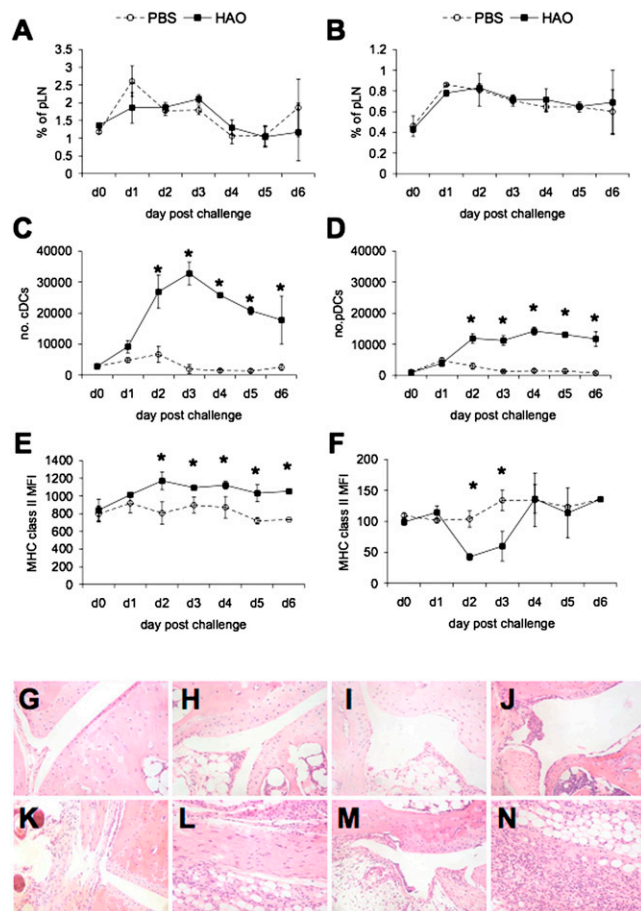 PBS HAO PBS HAO
A B
% of pLN
3.5
3
2.5
2
1.5
1
0.5
0
d0 d1 d2 d3 d4 d5 d6
day post challenge
% of pLN
1.2
1
0.8
0.6
0.4
0.2
0
d0 d1 d2 d3 d4 d5 d6
day post challenge
C D
no. cDCs
40000
30000
20000
10000
0
d0 d1 d2 d3 d4 d5 d6
day post challenge
no.pDCs
40000
30000
20000
10000
0
d0 d1 d2 d3 d4 d5 d6
day post challenge
E F
MHC class II MFI
1400
1200
1000
800
600
400
200
0
d0 d1 d2 d3 d4 d5 d6
day post challenge
MHC class II MFI
200
150
100
50
0
d0 d1 d2 d3 d4 d5 d6
day post challenge
G H I J
K L M N